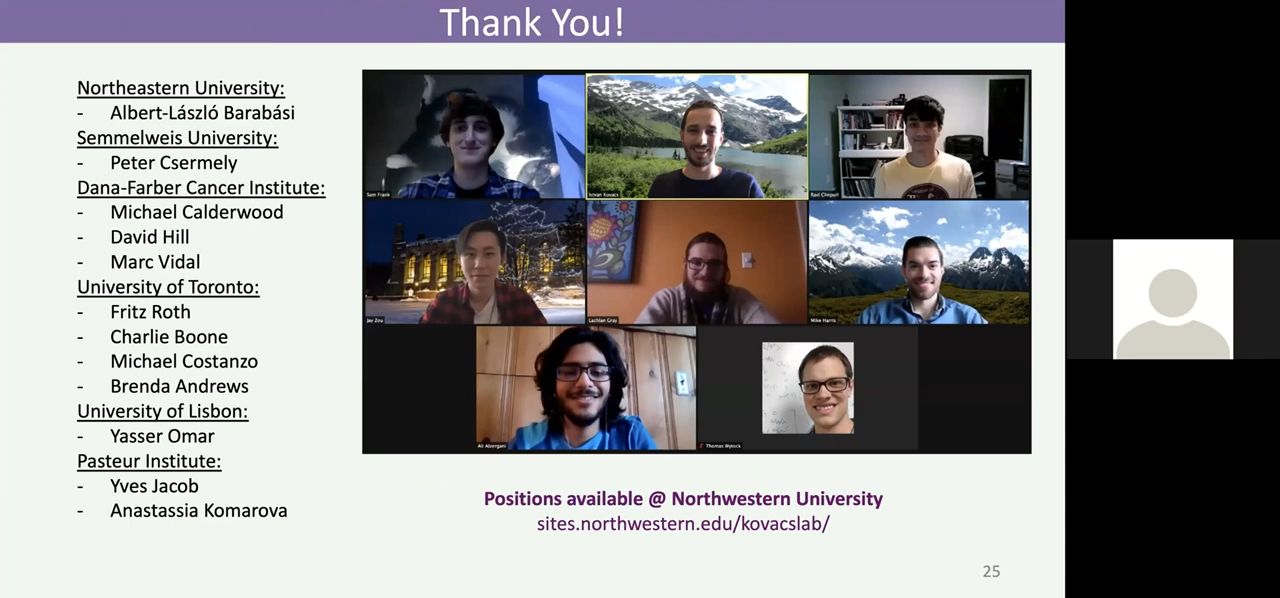 Thank You!
Northeastern University:
- Albert-László Barabási
Semmelweis University:
- Peter Csermely
Dana-Farber Cancer Institute:
- Michael Calderwood
- David Hill
- Marc Vidal
University of Toronto:
- Fritz Roth
- Charlie Boone
- Michael Costanzo
- Brenda Andrews
University of Lisbon:
- Yasser Omar
Pasteur Institute:
- Yves Jacob
- Anastassia Komarova
Sam Frank
Istvan Kovacs
Ravi Chepuri
Jay Zou
Lachlan Gray
Mike Harris
Ali Alzergani
Thomas Wytock
Positions available @ Northwestern University
sites.northwestern.edu/kovacslab/
25